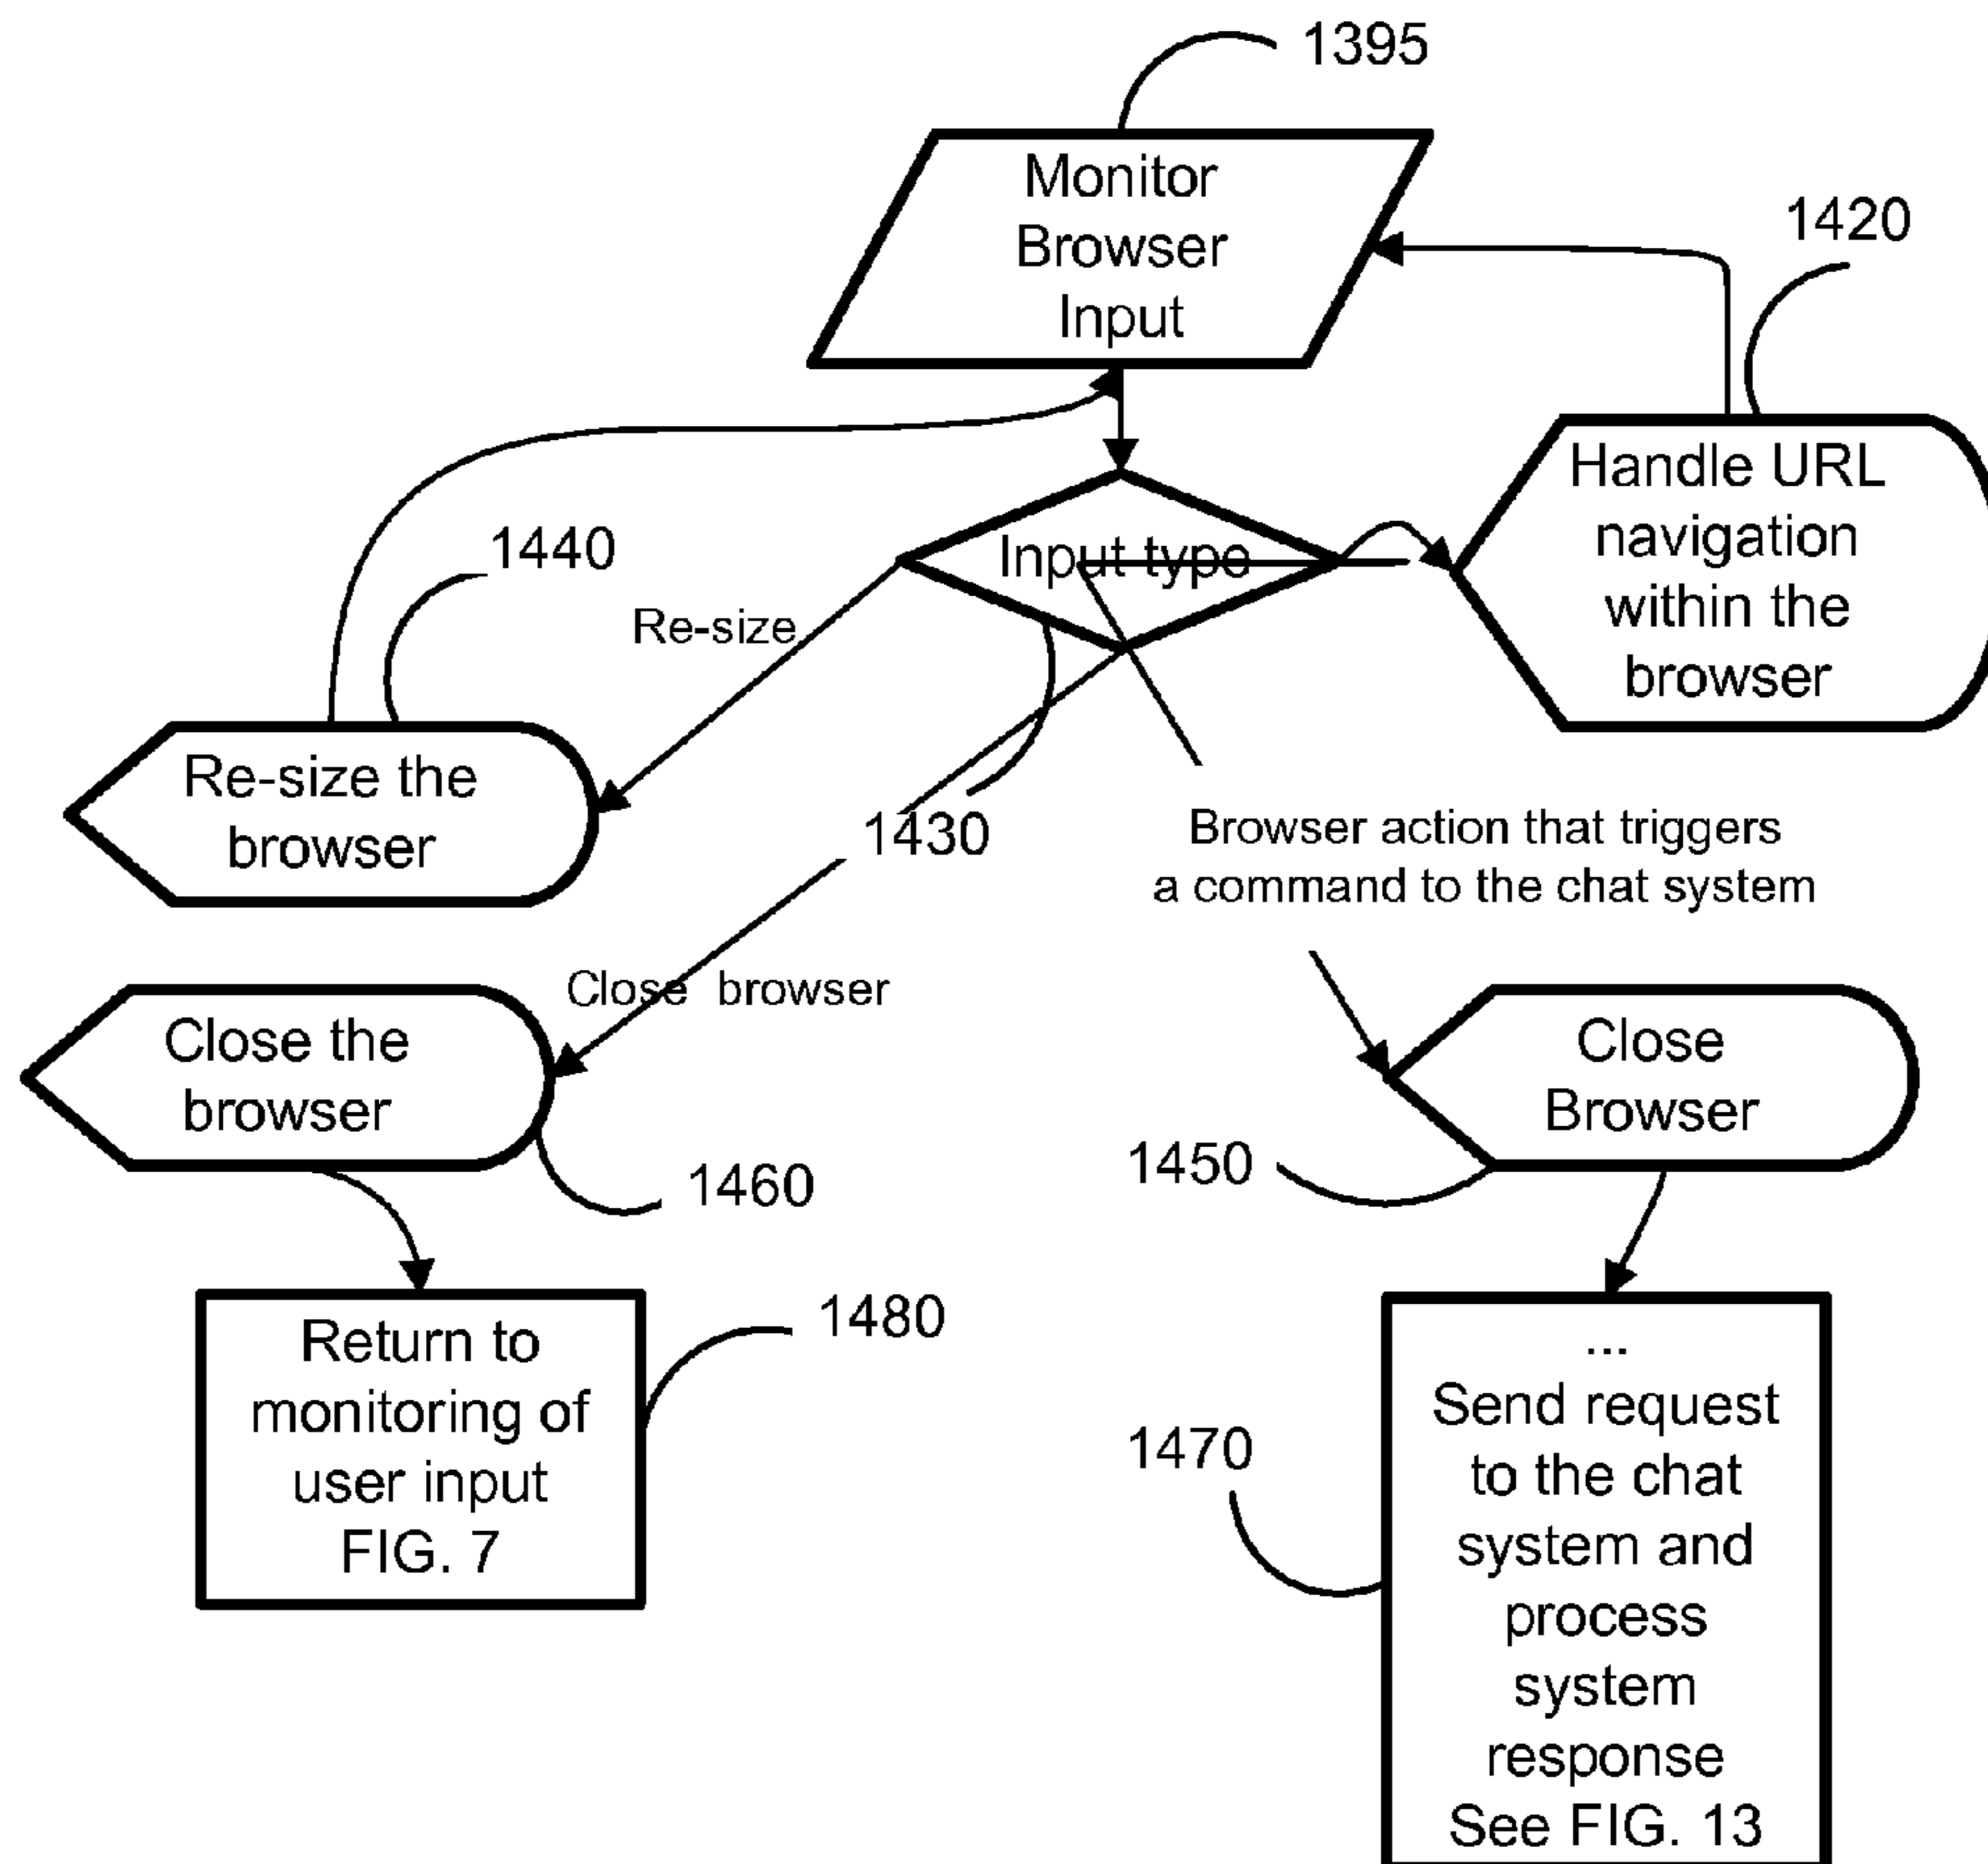 1395
Monitor
Browser
Input
1420
Handle URL
navigation
within the
browser
Input type
1440
Re-size
Re-size the
browser
1430
Browser action that triggers
a command to the chat system
Close browser
Close the
browser
Close
Browser
1460
1450
Return to
monitoring of
user input
FIG. 7
1480
...
Send request
to the chat
system and
process
system
response
See FIG. 13
1470